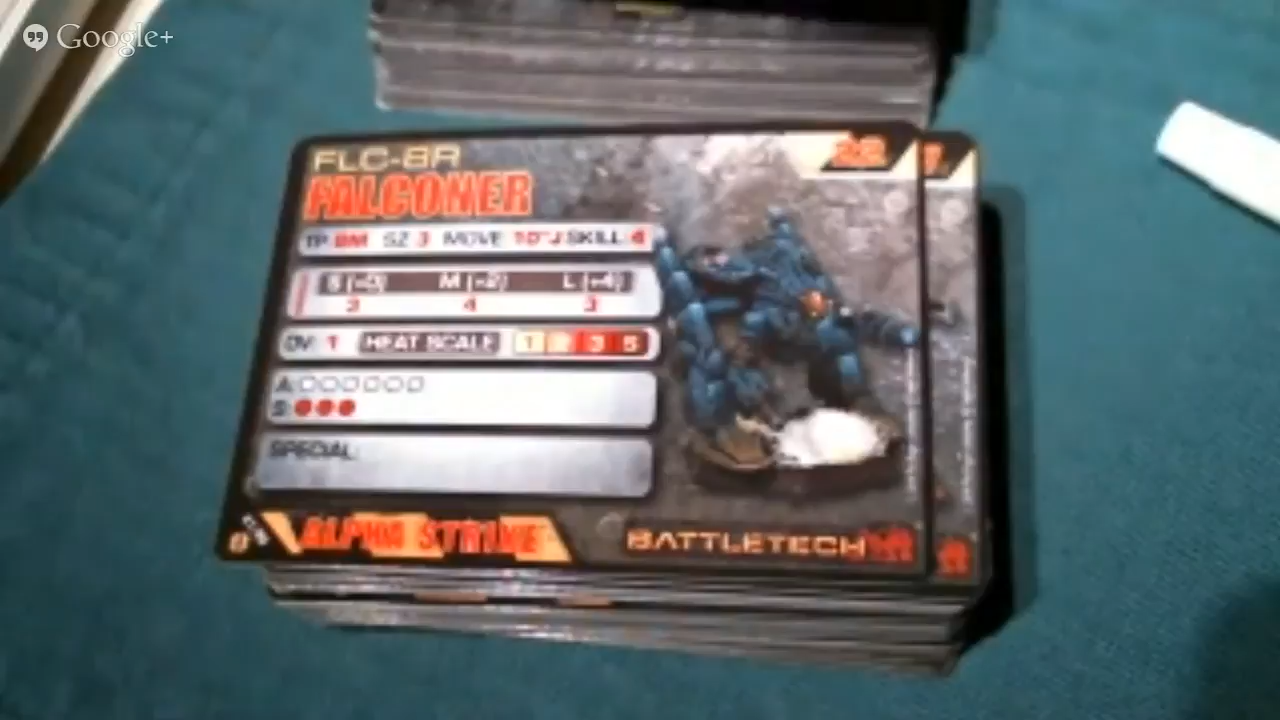 Google+
FLC-8R
FALCONER
TP: BM SZ: 3 MOVE: 10"J SKILL: 4
S (+0) M (+2) L (+4)
3 4 3
OV: 1 HEAT SCALE 1 2 3 S
A:
S:
SPECIAL:
ALPHA STRIKE
BATTLETECH